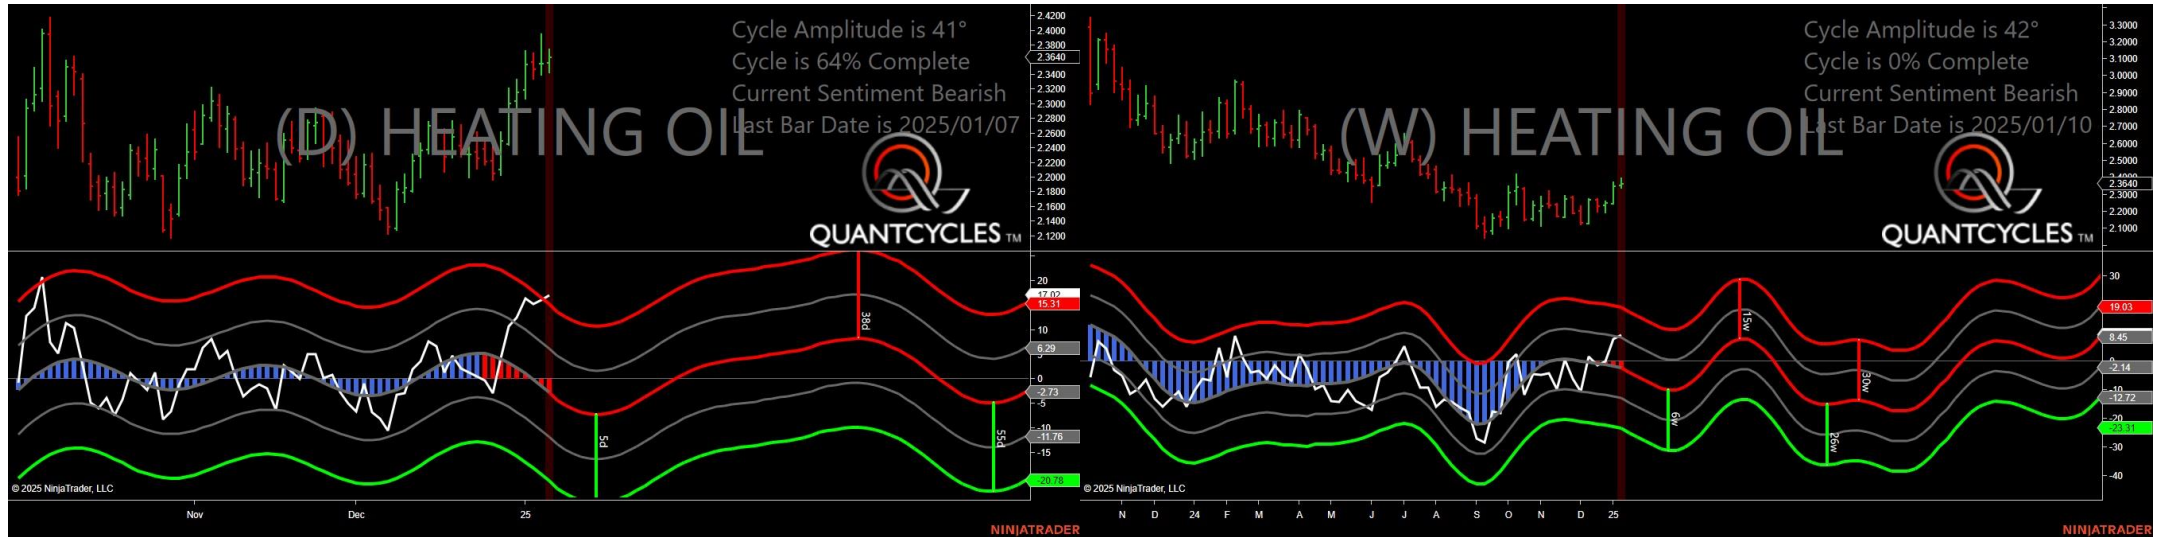 Cycle Amplitude is 41°
Cycle is 64% Complete
Current Sentiment Bearish
Last Bar Date is 2025/01/07
(D) HEATING OIL
QUANTCYCLES TM
2.4200
2.4000
2.3800
2.3640
2.3400
2.3200
2.3000
2.2800
2.2600
2.2400
2.2200
2.2000
2.1800
2.1600
2.1400
2.1200
20
17.02
15.31
10
6.29
0
-2.73
-5
-10
-11.76
-15
-20.78
5d
38d
55d
© 2025 NinjaTrader, LLC
Nov
Dec
25
NINJATRADER
Cycle Amplitude is 42°
Cycle is 0% Complete
Current Sentiment Bearish
Last Bar Date is 2025/01/10
(W) HEATING OIL
QUANTCYCLES TM
3.3000
3.2000
3.1000
3.0000
2.9000
2.8000
2.7000
2.6000
2.5000
2.4000
2.3640
2.3000
2.2000
2.1000
30
19.03
8.45
0
-2.14
-10
-12.72
-20
-23.31
-30
-40
6w
15w
26w
30w
© 2025 NinjaTrader, LLC
N
D
24
F
M
A
M
J
J
A
S
O
N
D
25
NINJATRADER